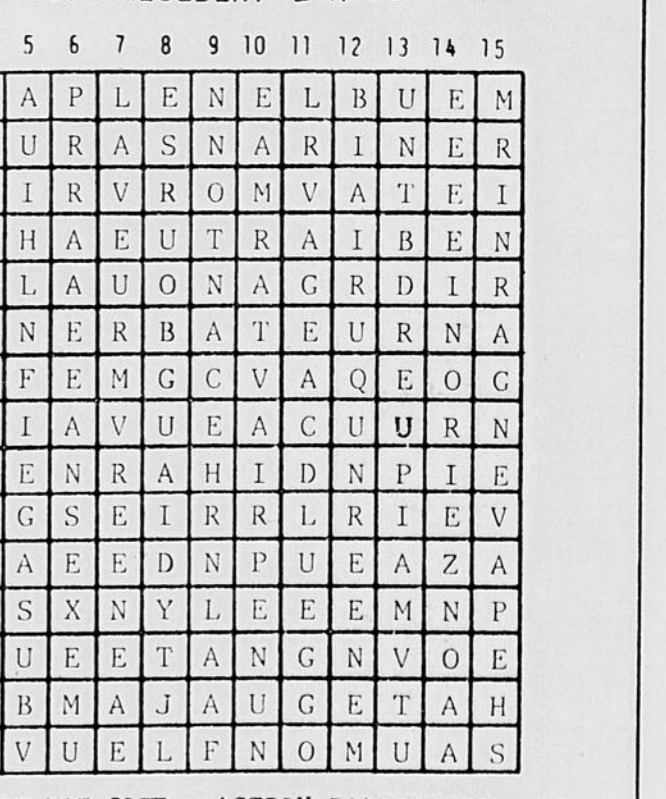 5 6 7 8 9 10 11 12 13 14 15
A P L E N E L B U E M
U R A S N A R I N E R
I R V R O M V A T E I
H A E U T R A I B E N
L A U O N A G R D I R
N E R B A T E U R N A
F E M G C V A Q E O G
I A V U E A C U U R N
E N R A H I D N P I E
G S E I R R L R I E V
A E E D N P U E A Z A
S X N Y L E E E M N P
U E E T A N G N V O E
B M A J A U G E T A H
V U E L F N O M U A S